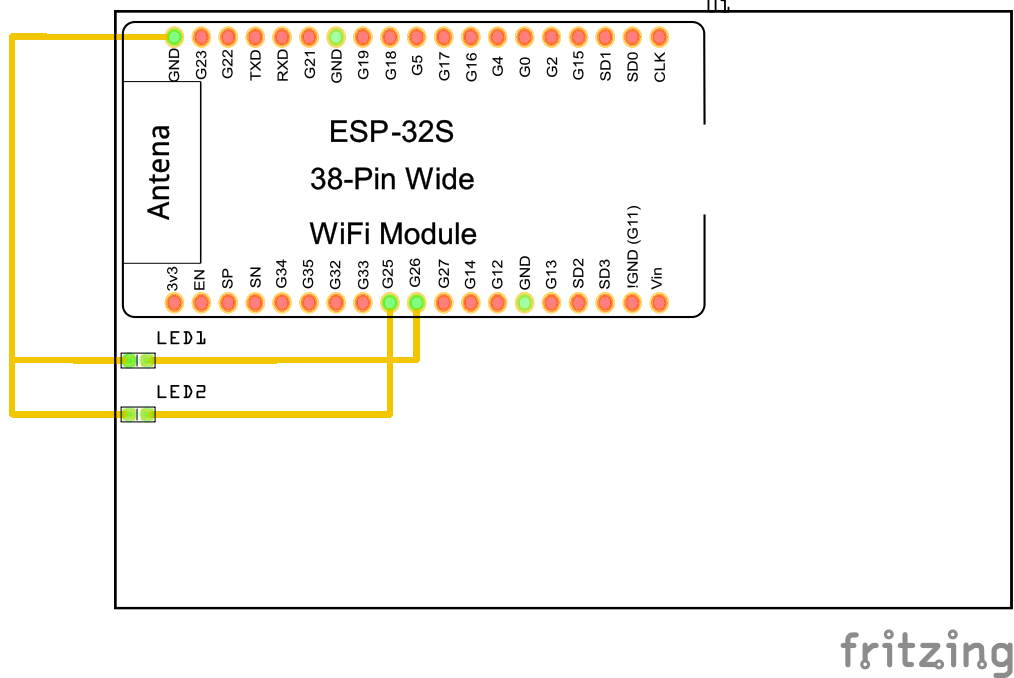 U1
GND G23 G22 TXD RXD G21 GND G19 G18 G5 G17 G16 G4 G0 G2 G15 SD1 SD0 CLK
Antena
ESP-32S
38-Pin Wide
WiFi Module
3v3 EN SP SN G34 G35 G32 G33 G25 G26 G27 G14 G12 GND G13 SD2 SD3 !GND (G11) Vin
LED1
LED2
fritzing